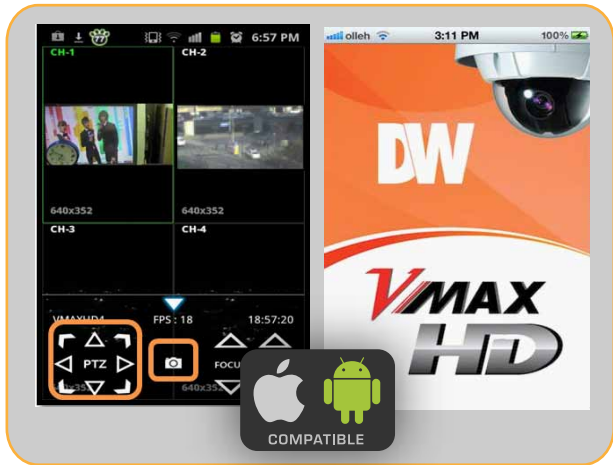 6:57 PM
CH-1
CH-2
640x352
640x352
CH-3
CH-4
VMAXHD4
FPS : 18
18:57:20
PTZ
640x352
olleh
3:11 PM
100%
DW
VMAX
HD
COMPATIBLE